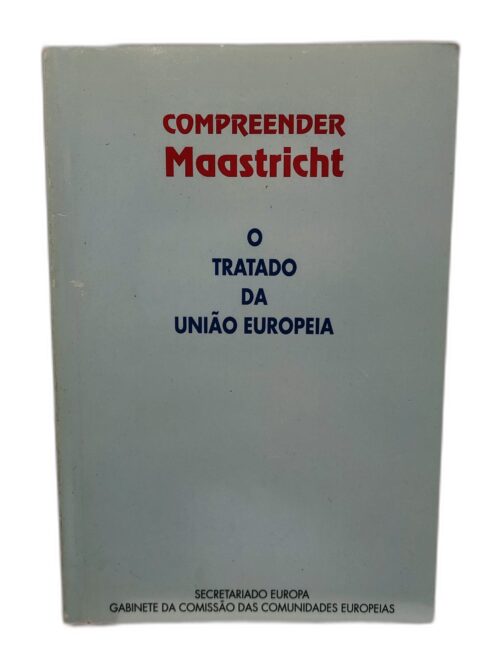 COMPREENDER
Maastricht
O
TRATADO
DA
UNIÃO EUROPEIA
SECRETARIADO EUROPA
GABINETE DA COMISSÃO DAS COMUNIDADES EUROPEIAS